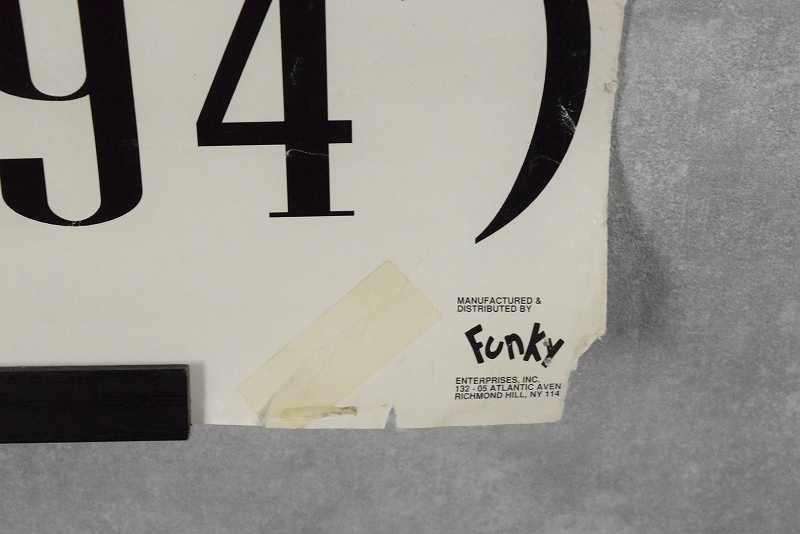 94)
MANUFACTURED &
DISTRIBUTED BY
Funky
ENTERPRISES, INC.
132 - 05 ATLANTIC AVEN
RICHMOND HILL, NY 114